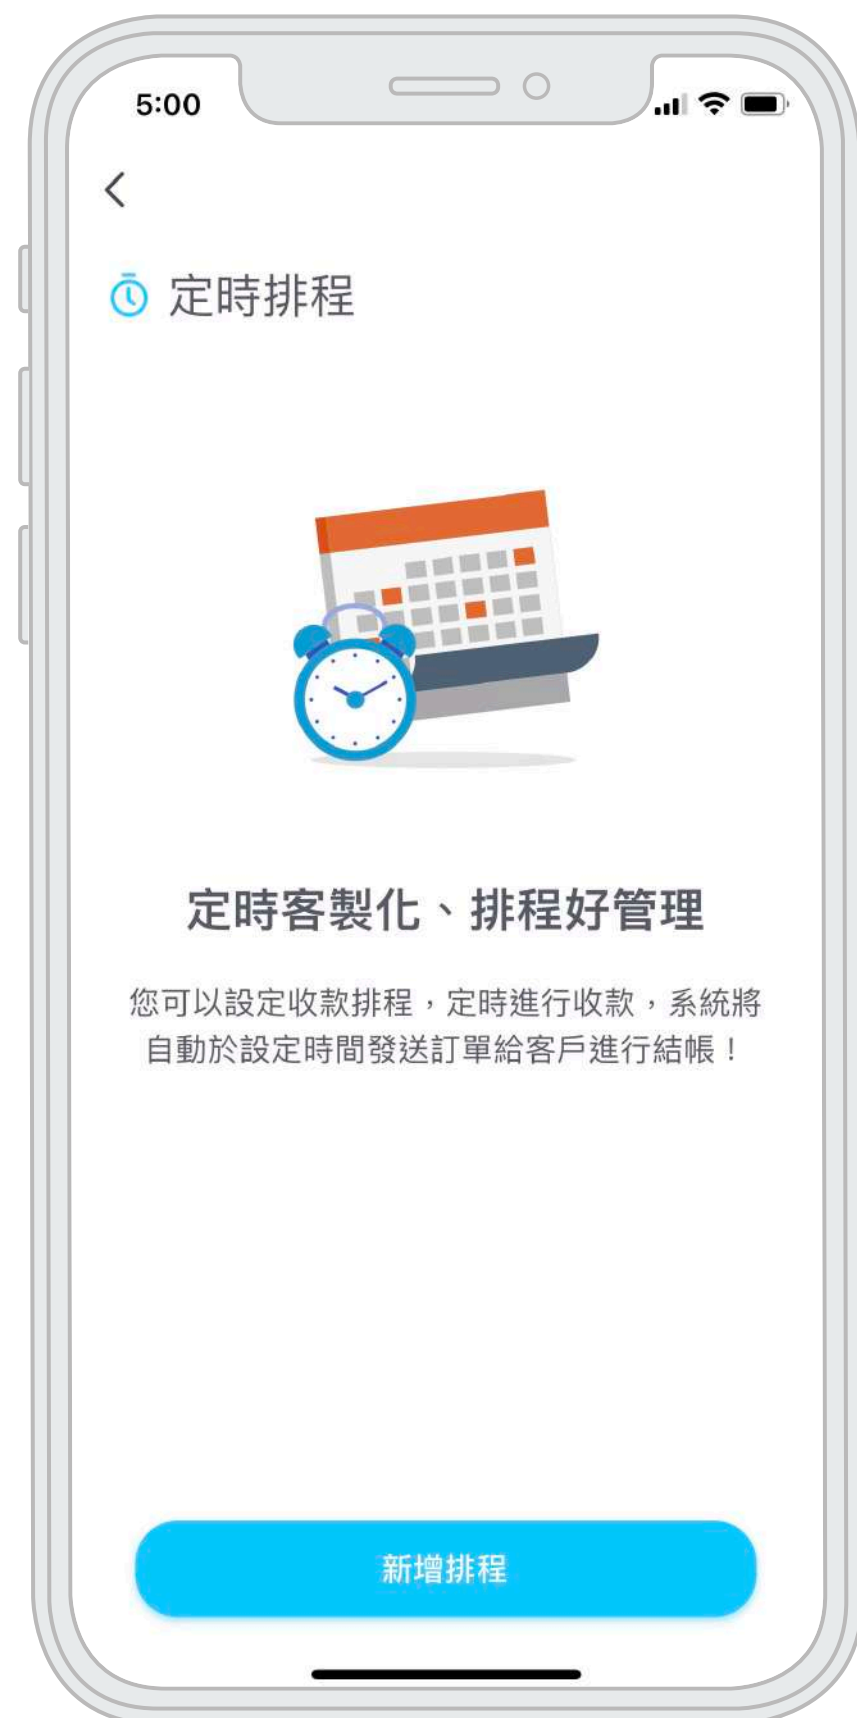 5:00
定時排程
定時客製化、排程好管理
您可以設定收款排程，定時進行收款，系統將
自動於設定時間發送訂單給客戶進行結帳！
新增排程